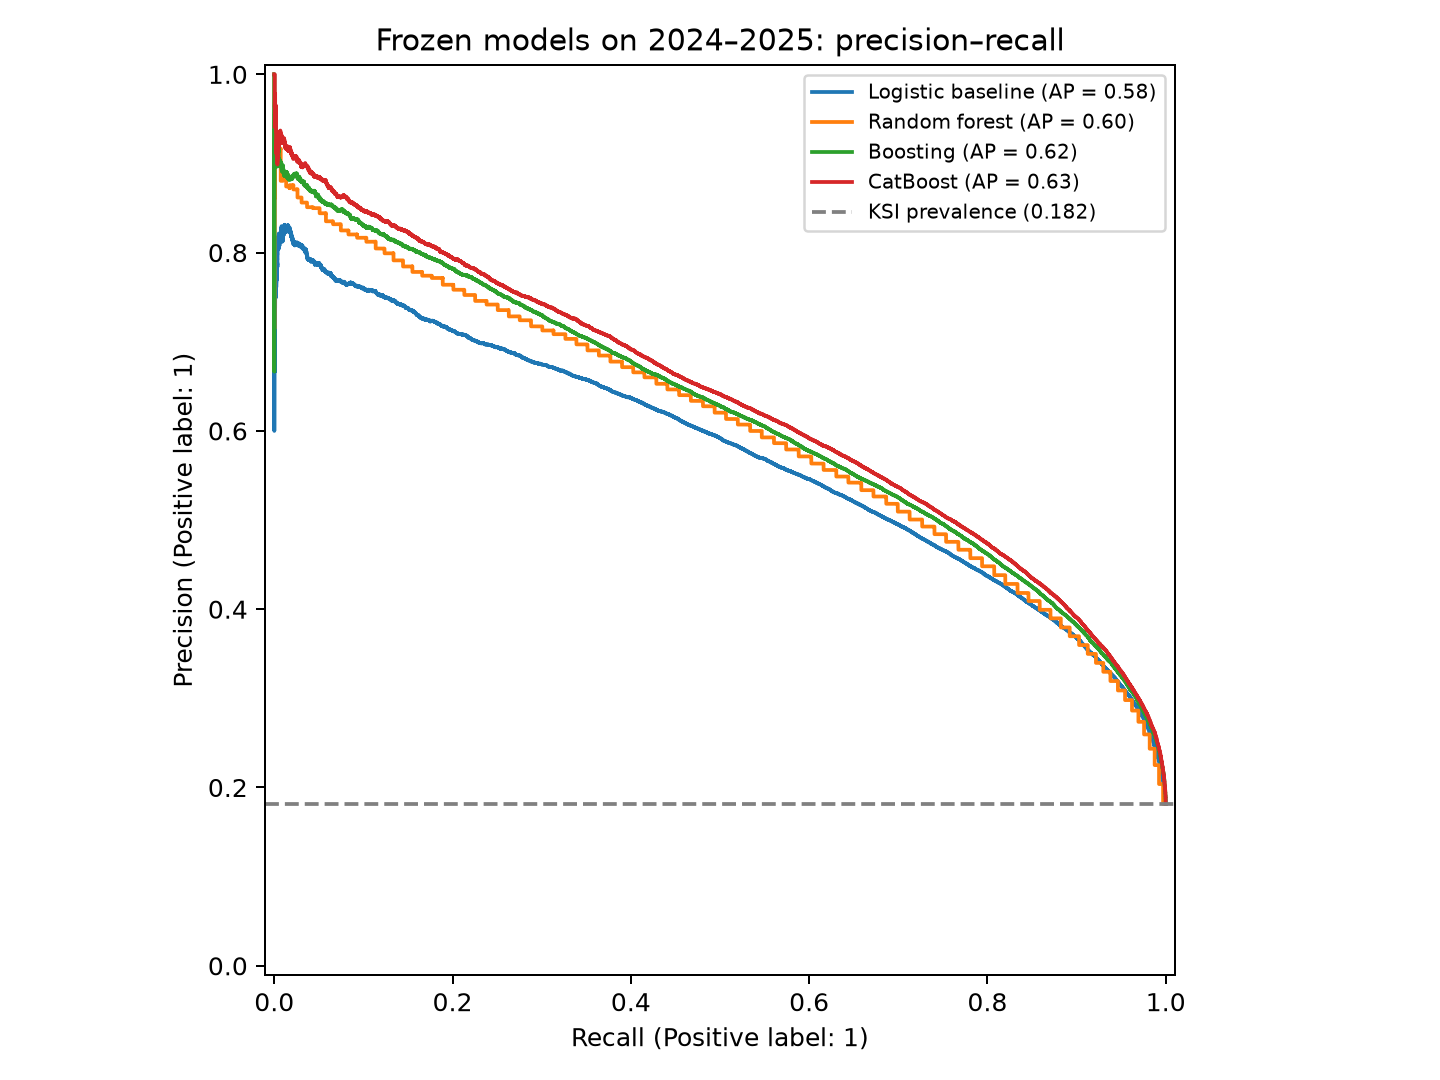 Frozen models on 2024–2025: precision–recall
Logistic baseline (AP = 0.58)
Random forest (AP = 0.60)
Boosting (AP = 0.62)
CatBoost (AP = 0.63)
KSI prevalence (0.182)
Precision (Positive label: 1)
1.0
0.8
0.6
0.4
0.2
0.0
0.0 0.2 0.4 0.6 0.8 1.0
Recall (Positive label: 1)